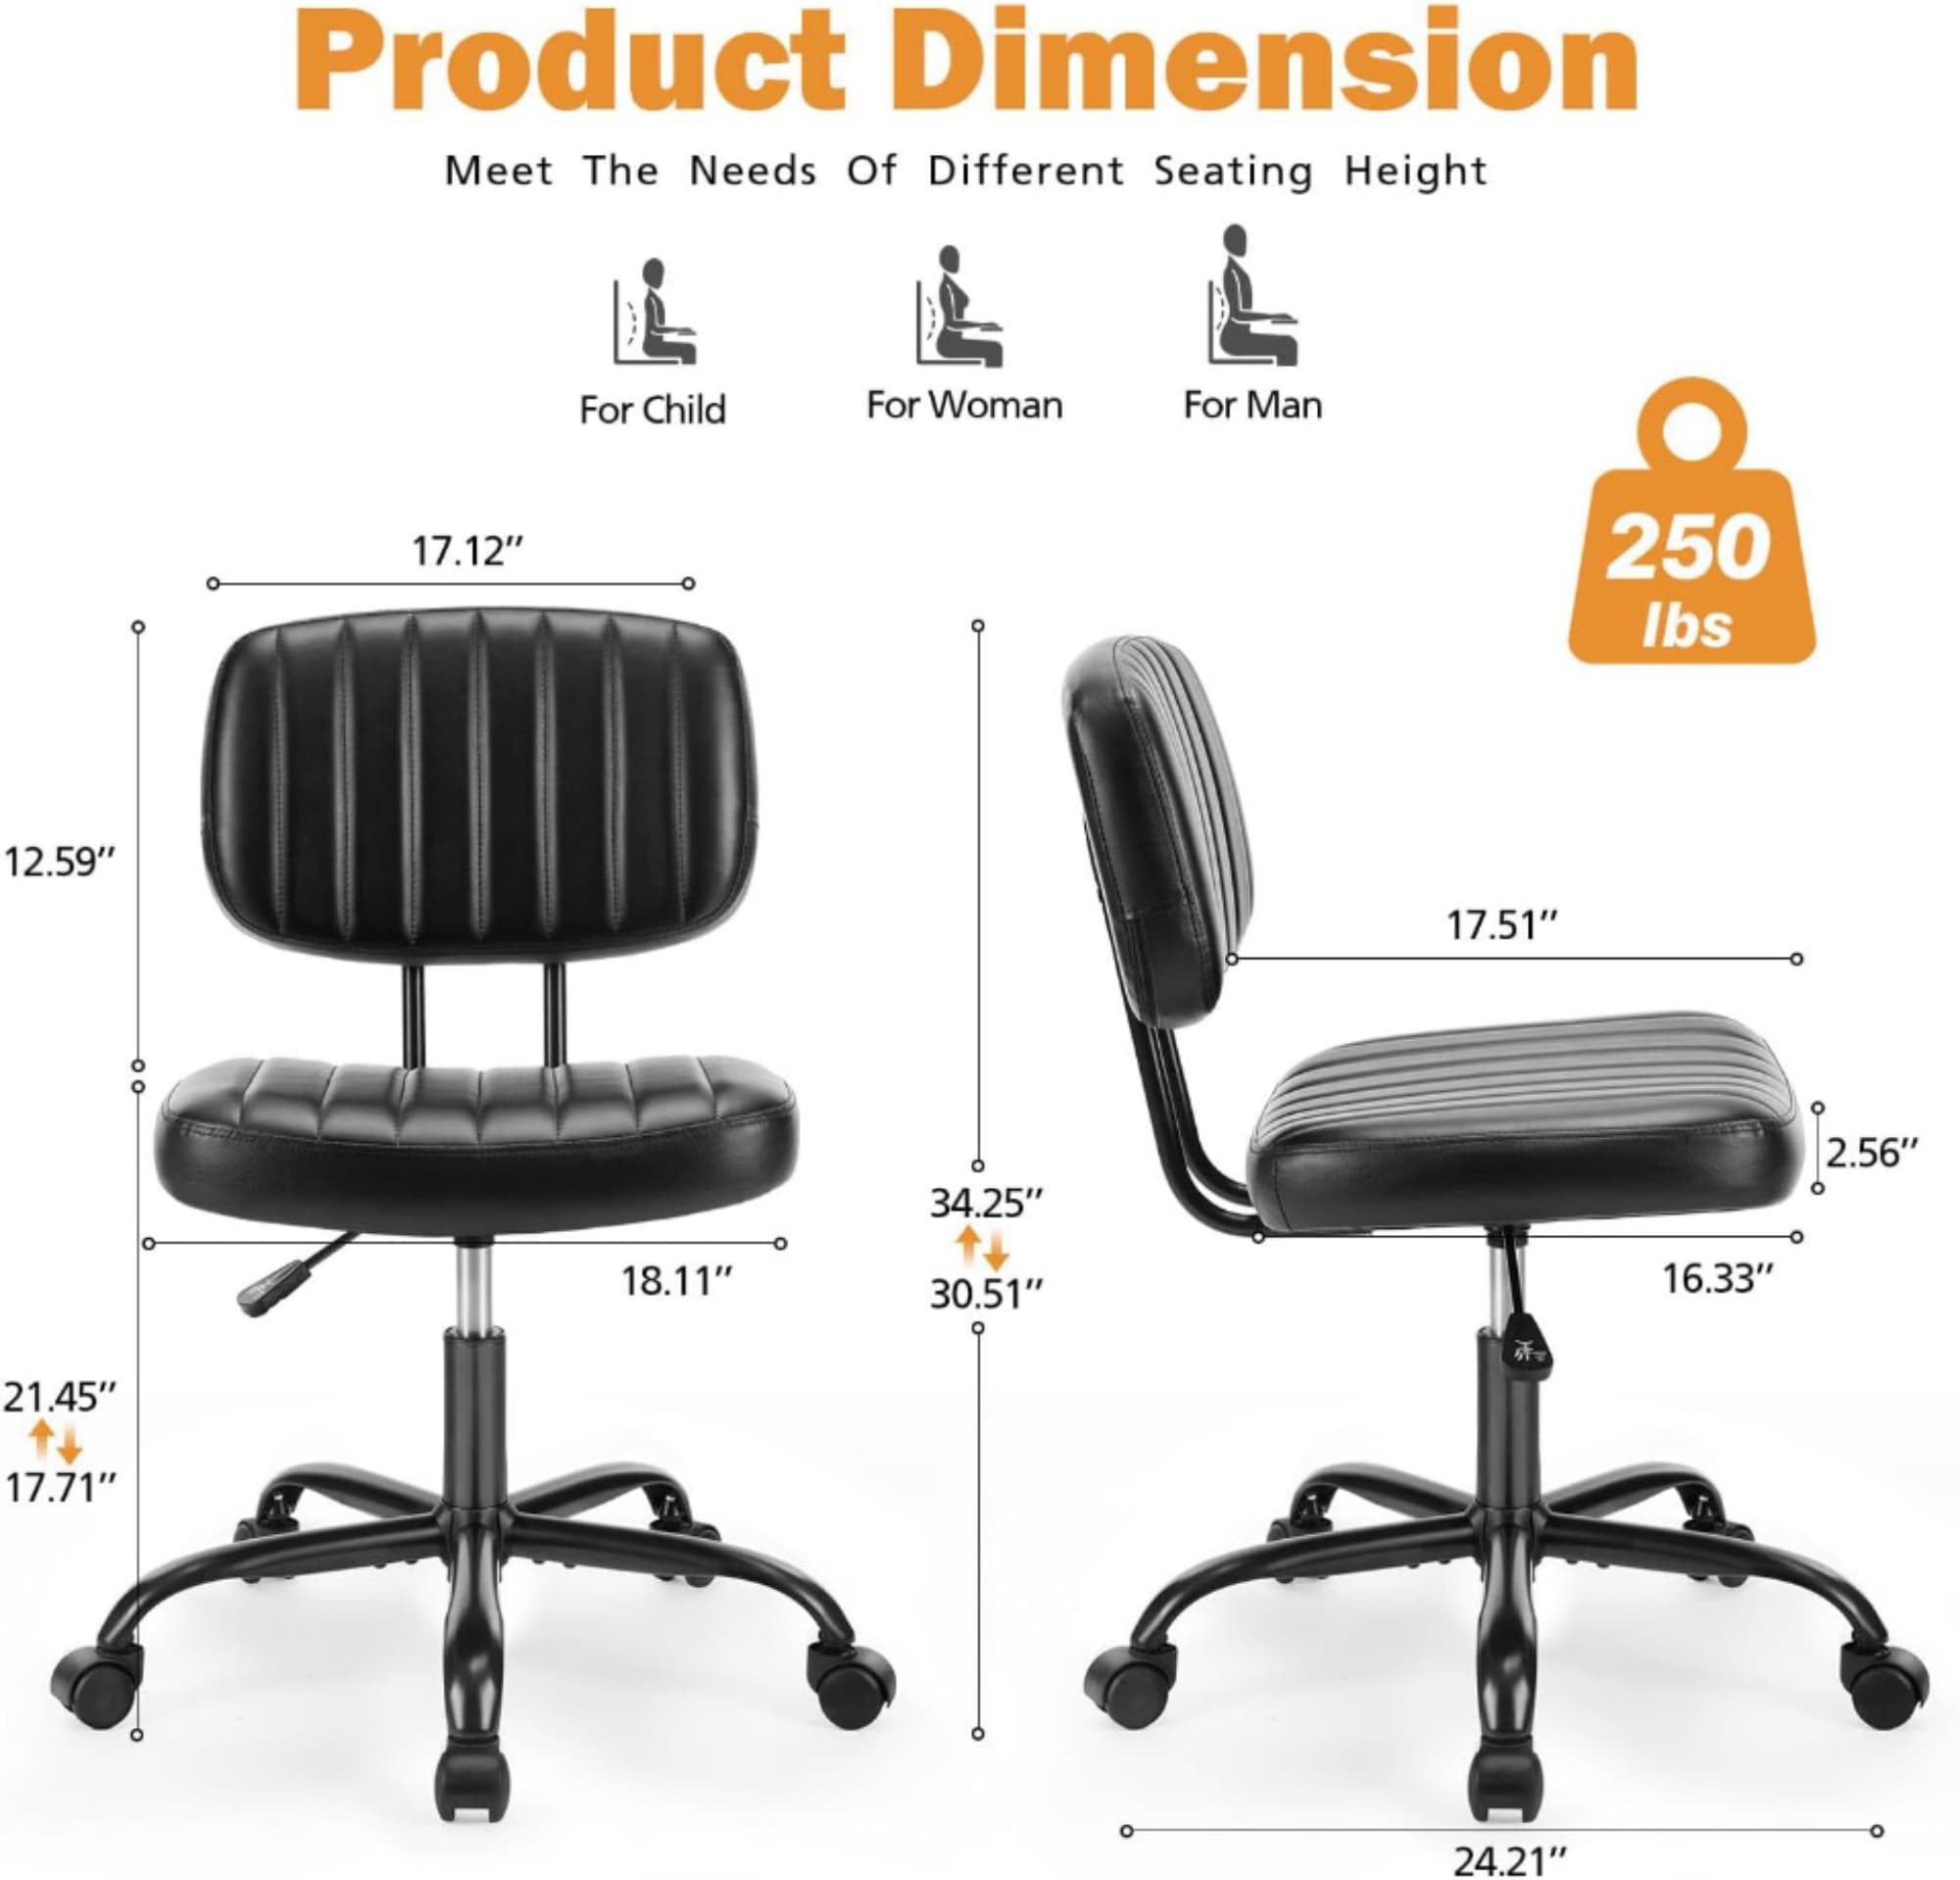 Product Dimension
Meet The Needs Of Different Seating Height
For Child
For Woman
For Man
250
lbs
17.12’’
12.59’’
17.51’’
2.56’’
34.25’’
30.51’’
18.11’’
16.33’’
21.45’’
17.71’’
24.21’’